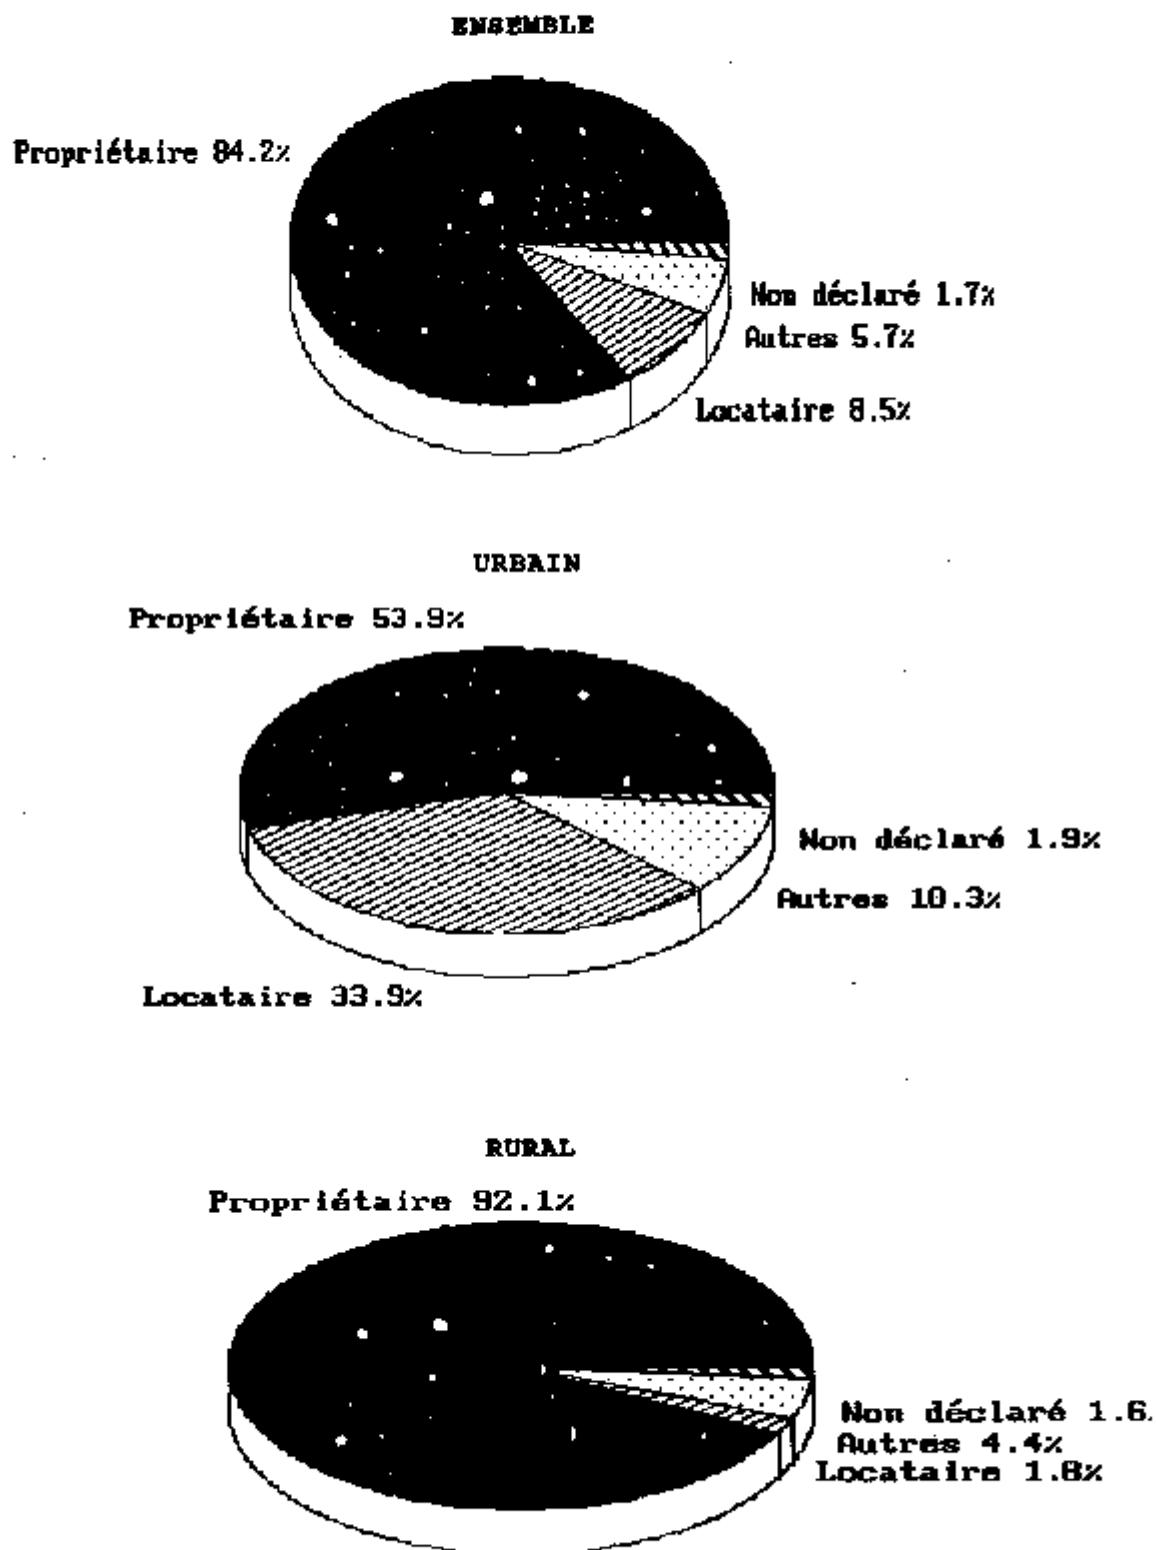 ENSEMBLE
Propriétaire 84.2%
Non déclaré 1.7%
Autres 5.7%
Locataire 8.5%
URBAIN
Propriétaire 53.9%
Non déclaré 1.9%
Autres 10.3%
Locataire 33.9%
RURAL
Propriétaire 92.1%
Non déclaré 1.6
Autres 4.4%
Locataire 1.8%